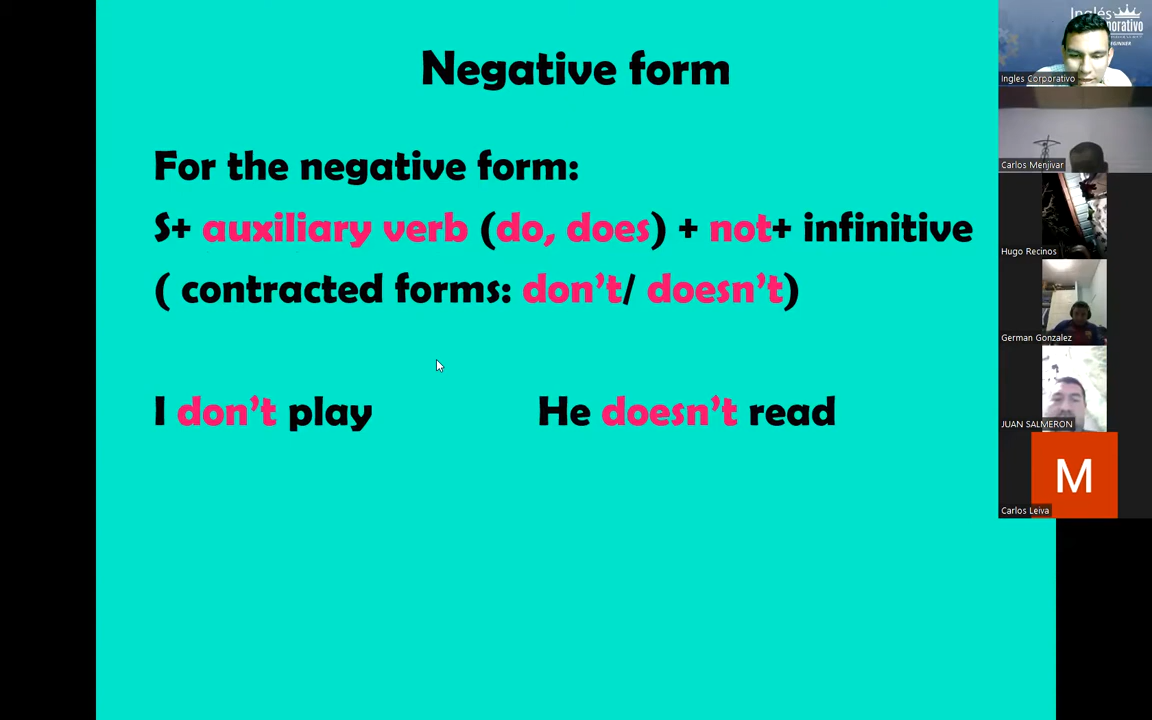 Negative form
For the negative form:
S+ auxiliary verb (do, does) + not+ infinitive
( contracted forms: don't/ doesn't)
I don't play
He doesn't read
Inglés
Ingles Corporativo
Carlos Menjivar
Hugo Recinos
German Gonzalez
JUAN SALMERON
M
Carlos Leiva